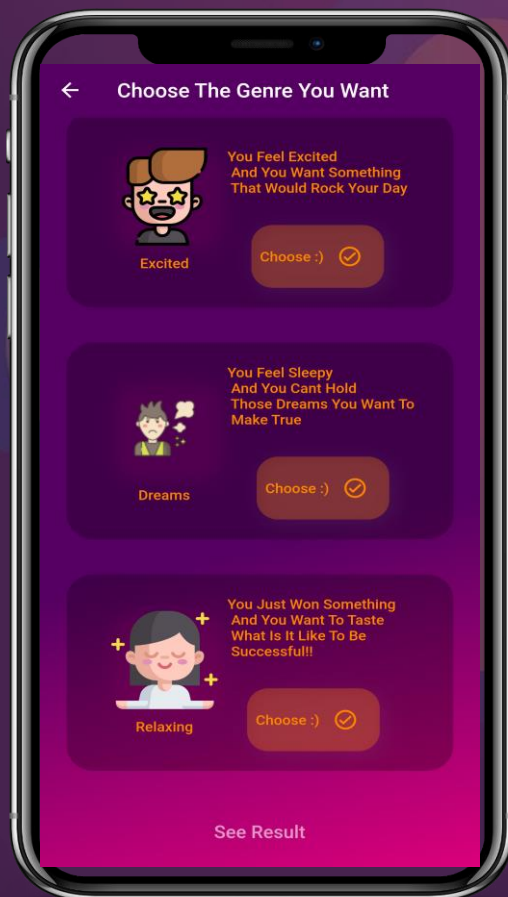 Choose The Genre You Want
You Feel Excited
And You Want Something
That Would Rock Your Day
Excited
Choose :)
You Feel Sleepy
And You Cant Hold
Those Dreams You Want To
Make True
Dreams
Choose :)
You Just Won Something
And You Want To Taste
What Is It Like To Be
Successful!!
Relaxing
Choose :)
See Result